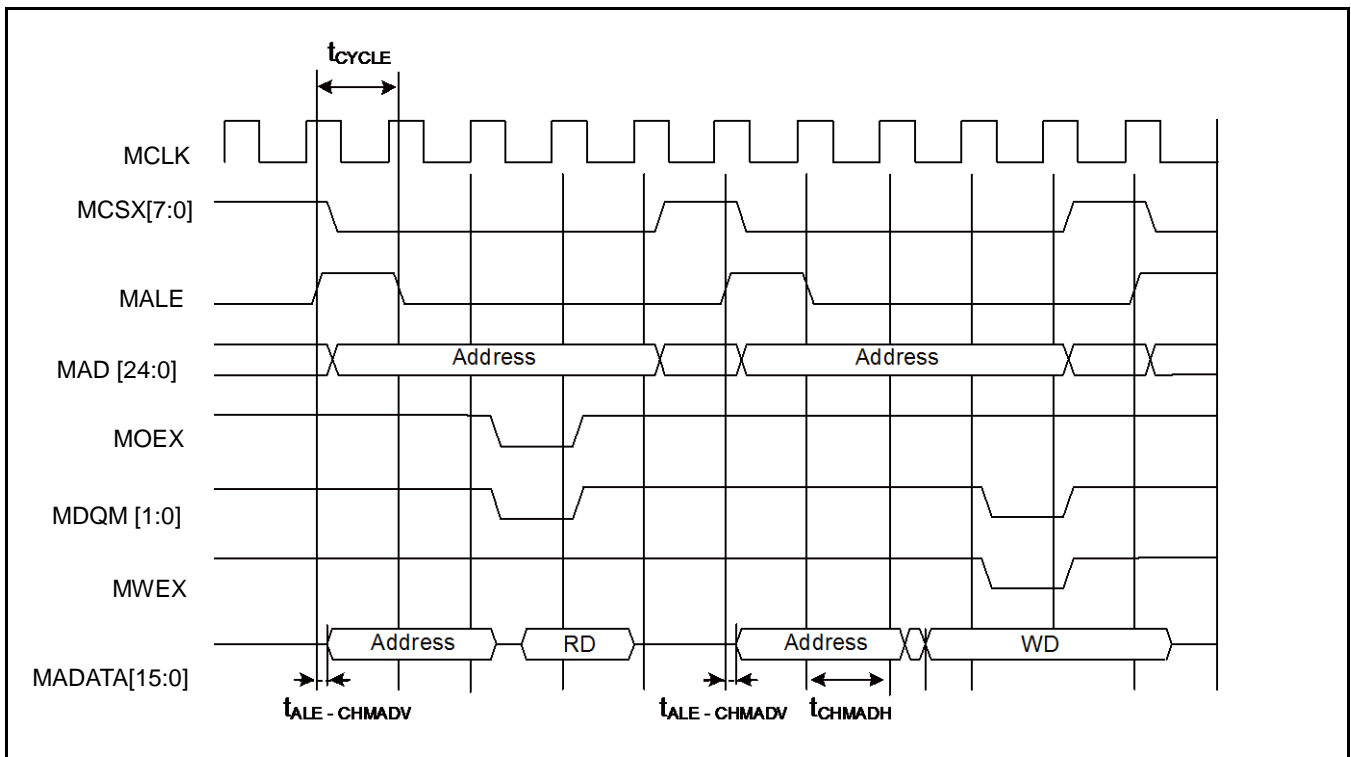 tCYCLE
MCLK
MCSX[7:0]
MALE
MAD [24:0]
Address
Address
MOEX
MDQM [1:0]
MWEX
MADATA[15:0]
Address
RD
Address
WD
tALE - CHMADV
tALE - CHMADV
tCHMADH